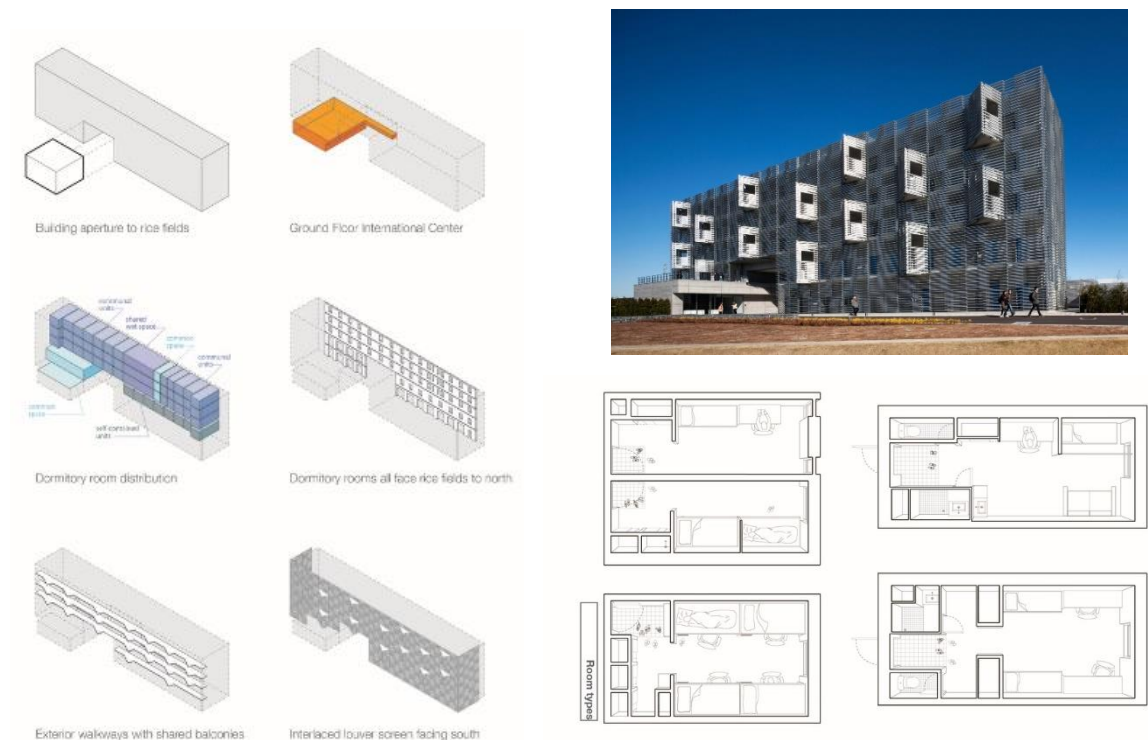 Building aperture to rice fields
Ground Floor International Center
communal
units
shared
wet space
common
space
communal
units
common
space
self-contained
units
Dormitory room distribution
Dormitory rooms all face rice fields to north
Exterior walkways with shared balconies
Interlaced louver screen facing south
Room types